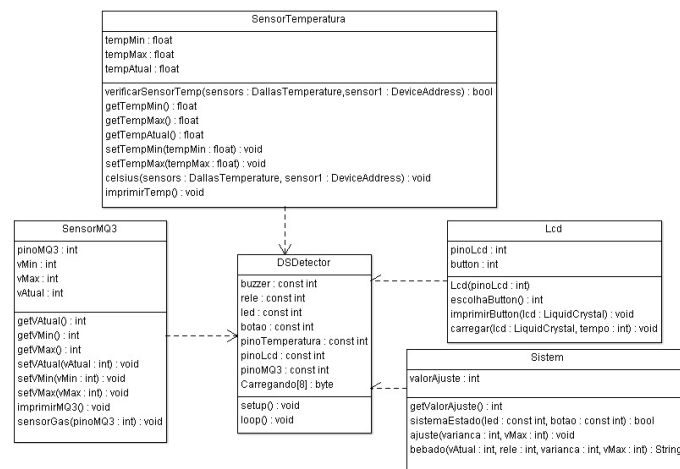 SensorTemperatura
tempMin : float
tempMax : float
tempAtual : float
verificarSensorTemp(sensors : DallasTemperature,sensor1 : DeviceAddress) : bool
getTempMin() : float
getTempMax() : float
getTempAtual() : float
setTempMin(tempMin : float) : void
setTempMax(tempMax : float) : void
celsius(sensors : DallasTemperature, sensor1 : DeviceAddress) : void
imprimirTemp() : void
SensorMQ3
pinoMQ3 : int
vMin : int
vMax : int
vAtual : int
getVAtual() : int
getVMin() : int
getVMax() : int
setVAtual(vAtual : int) : void
setVMin(vMin : int) : void
setVMax(vMax : int) : void
imprimirMQ3() : void
sensorGas(pinoMQ3 : int) : void
DSDetector
buzzer : const int
rele : const int
led : const int
botao : const int
pinoTemperatura : const int
pinoLcd : const int
pinoMQ3 : const int
Carregando[8] : byte
setup() : void
loop() : void
Lcd
pinoLcd : int
button : int
Lcd(pinoLcd : int)
escolhaButton() : int
imprimirButton(lcd : LiquidCrystal) : void
carregar(lcd : LiquidCrystal, tempo : int) : void
Sistem
valorAjuste : int
getValorAjuste() : int
sistemaEstado(led : const int, botao : const int) : bool
ajuste(varianca : int, vMax : int) : void
bebado(vAtual : int, rele : int, varianca : int, vMax : int) : String